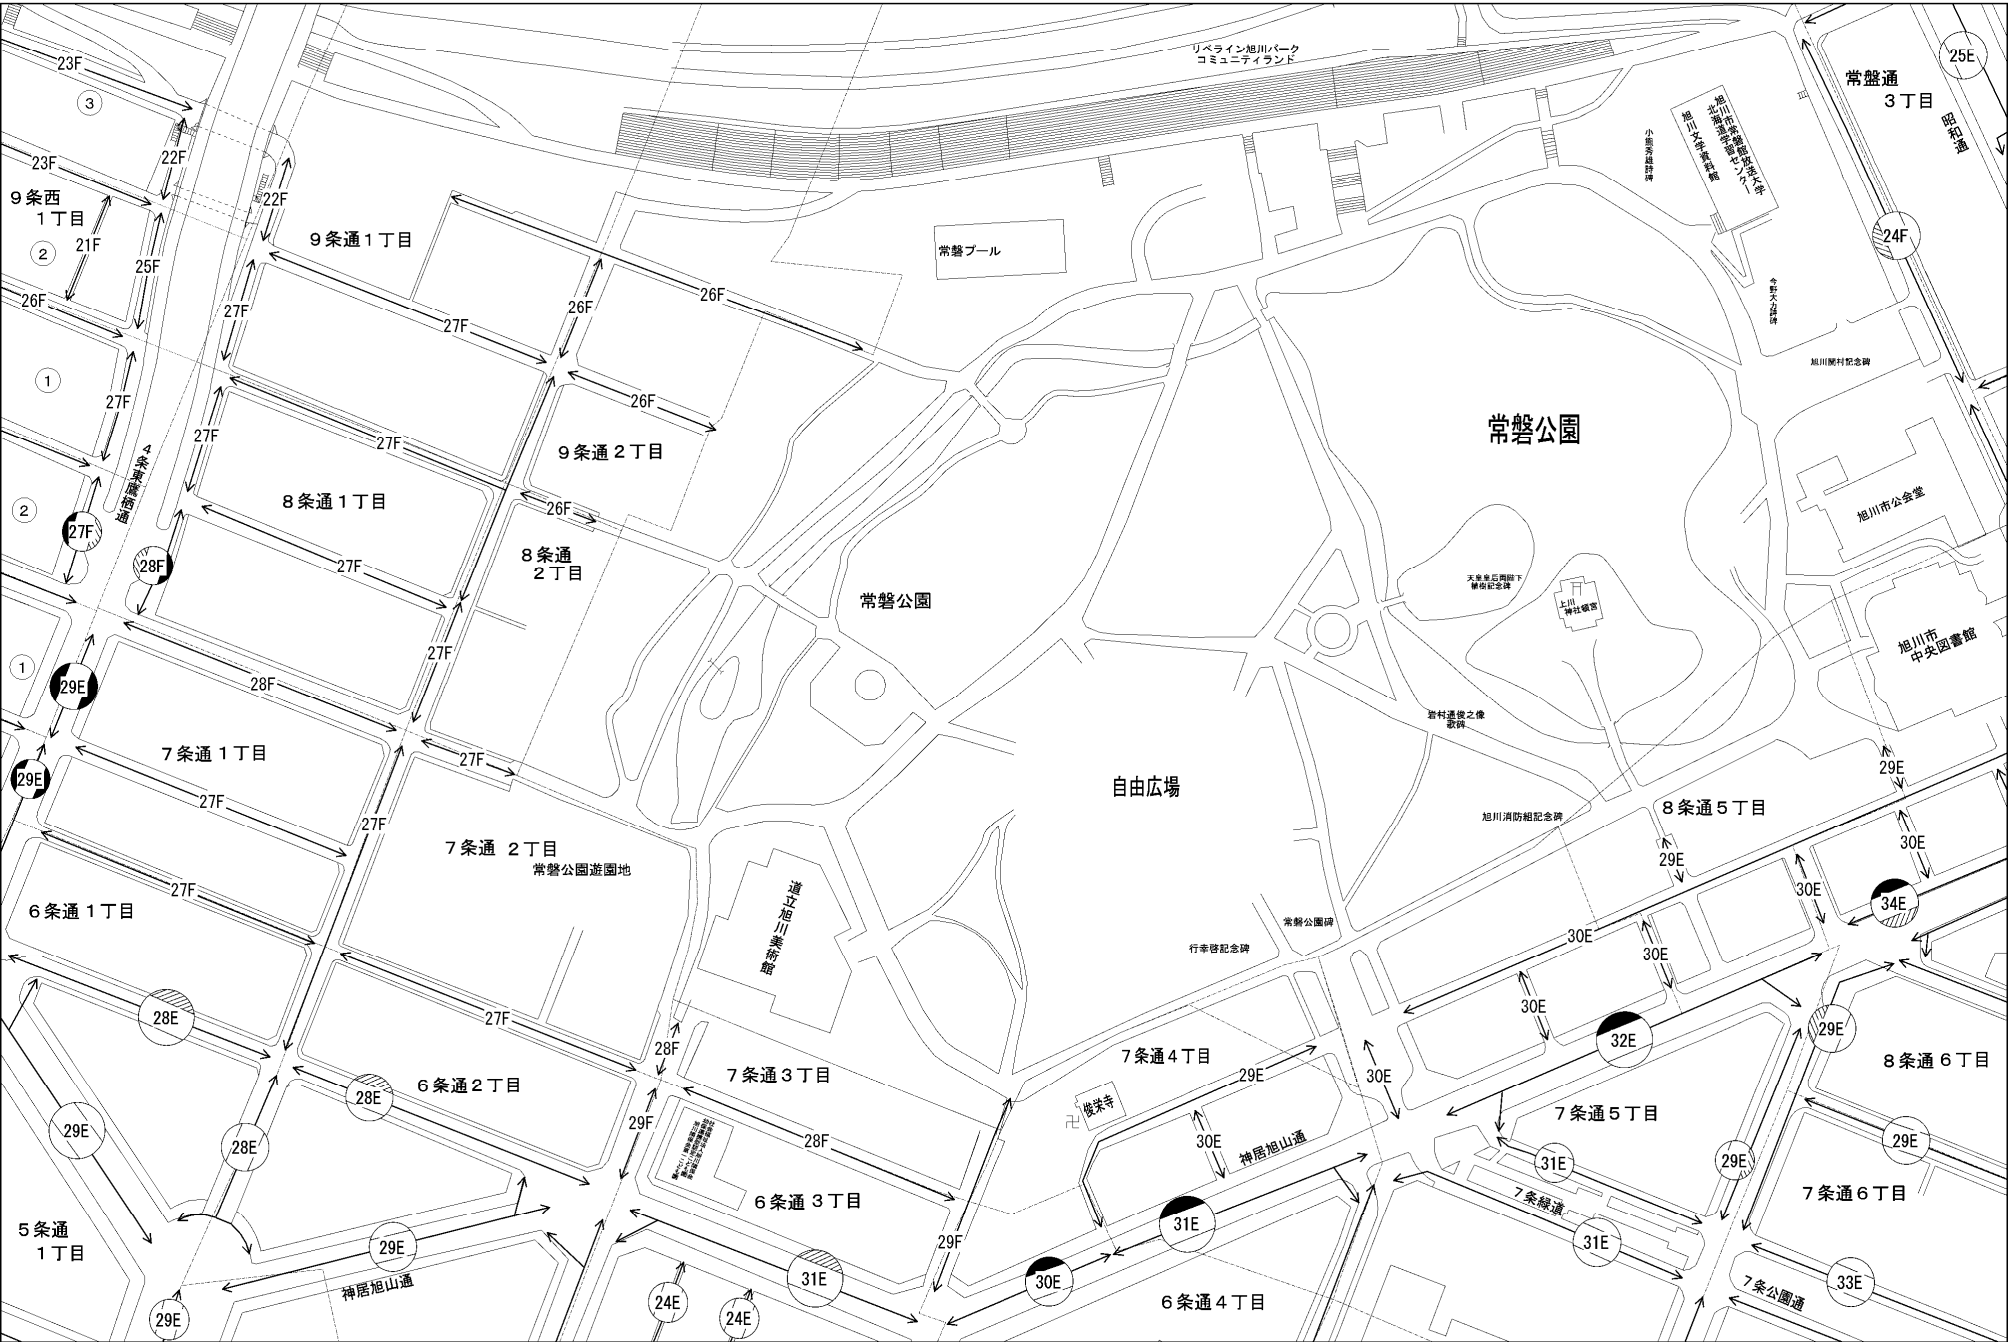 リベライン旭川パーク
コミュニティランド
23F
③
22F
23F
22F
9条西
1丁目
②
21F
25F
26F
27F
①
27F
②
27F
4条東鷹栖通
28F
①
29E
29E
9条通1丁目
27F
26F
26F
26F
27F
27F
27F
9条通2丁目
8条通1丁目
26F
27F
8条通
2丁目
27F
28F
7条通1丁目
27F
27F
27F
27F
6条通1丁目
7条通 2丁目
常磐公園遊園地
28E
27F
28E
6条通2丁目
28F
29F
29E
28E
5条通
1丁目
29E
29E
神居旭山通
24E
24E
31E
道立旭川美術館
7条通3丁目
28F
6条通3丁目
29F
常磐プール
常磐公園
常磐公園
自由広場
旭川市常磐館放送大学
北海道学習センター
旭川文学資料館
小熊秀雄詩碑
今野大力詩碑
旭川開村記念碑
常盤通
3丁目
昭和通
25E
24F
旭川市公会堂
旭川市
中央図書館
天皇皇后両陛下
植樹記念碑
上川
神社頓宮
岩村通俊之像
歌碑
旭川消防組記念碑
常磐公園碑
行幸啓記念碑
8条通5丁目
29E
29E
30E
30E
34E
30E
30E
30E
32E
30E
29E
8条通6丁目
7条通4丁目
29E
俊栄寺
30E
神居旭山通
31E
30E
6条通4丁目
7条通5丁目
31E
29E
29E
7条緑道
31E
7条通6丁目
33E
7条公園通